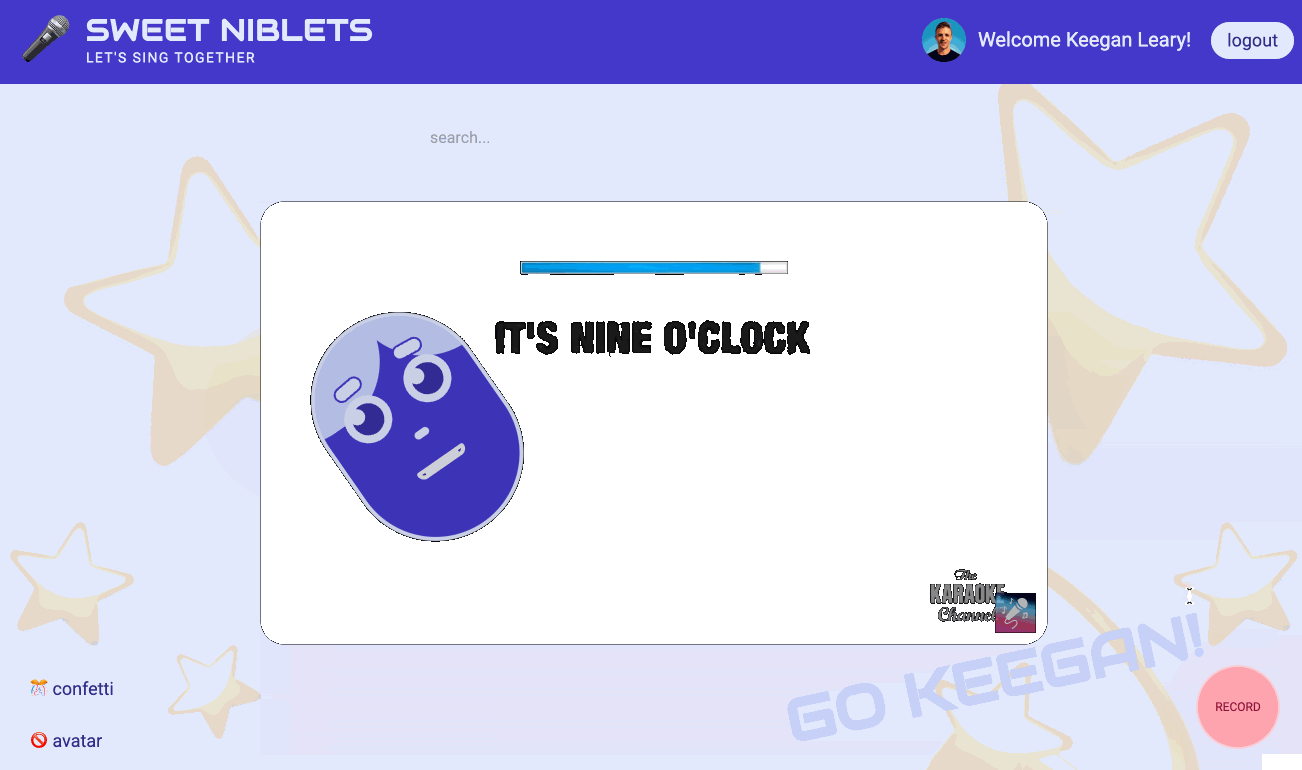 SWEET NIBLETS
LET'S SING TOGETHER
Welcome Keegan Leary!
logout
search...
IT'S NINE O'CLOCK
The
KARAOKE
Channel
GO KEEGAN!
confetti
avatar
RECORD